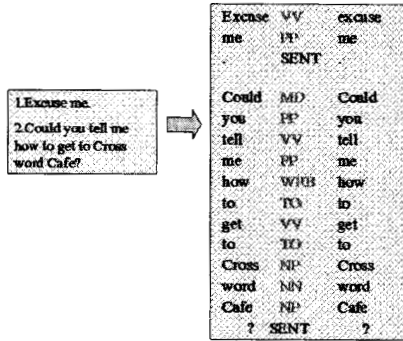 1.Excuse me.
2.Could you tell me
how to get to Cross
word Cafe?
Excuse VV excuse
me PP me
. SENT .
Could MD Could
you PP you
tell VV tell
me PP me
how WRB how
to TO to
get VV get
to TO to
Cross NP Cross
word NN word
Cafe NP Cafe
? SENT ?